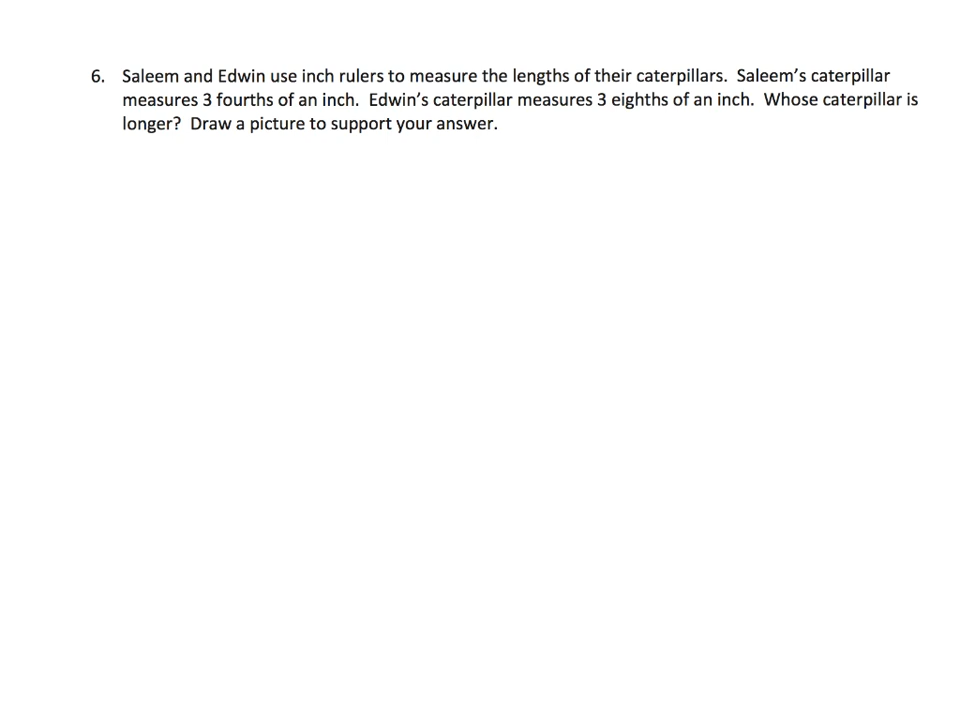 6. Saleem and Edwin use inch rulers to measure the lengths of their caterpillars. Saleem's caterpillar
measures 3 fourths of an inch. Edwin's caterpillar measures 3 eighths of an inch. Whose caterpillar is
longer? Draw a picture to support your answer.